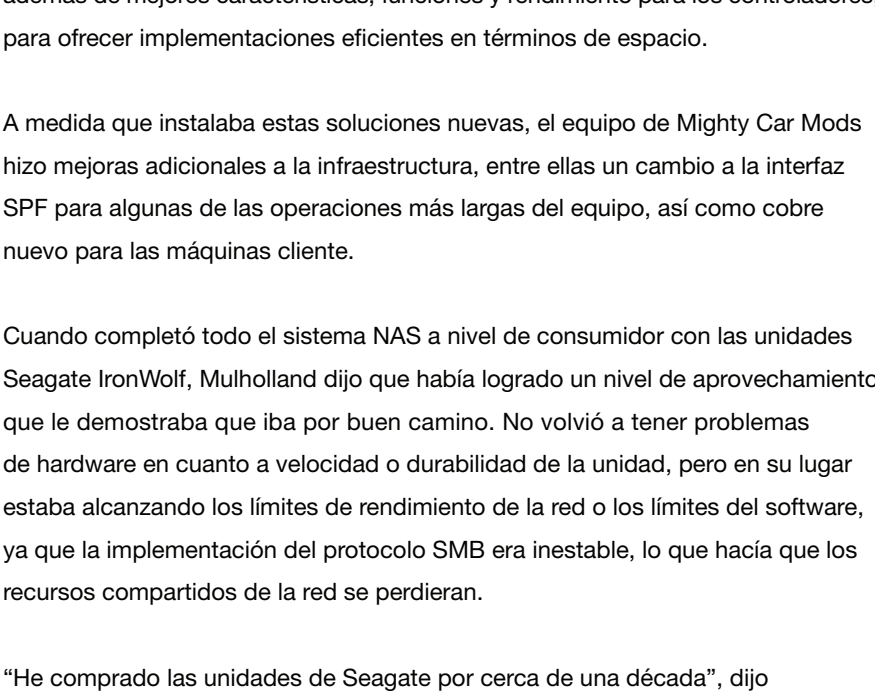 además de mejores características, funciones y rendimiento para los controladores,
para ofrecer implementaciones eficientes en términos de espacio.
A medida que instalaba estas soluciones nuevas, el equipo de Mighty Car Mods
hizo mejoras adicionales a la infraestructura, entre ellas un cambio a la interfaz
SPF para algunas de las operaciones más largas del equipo, así como cobre
nuevo para las máquinas cliente.
Cuando completó todo el sistema NAS a nivel de consumidor con las unidades
Seagate IronWolf, Mulholland dijo que había logrado un nivel de aprovechamiento
que le demostraba que iba por buen camino. No volvió a tener problemas
de hardware en cuanto a velocidad o durabilidad de la unidad, pero en su lugar
estaba alcanzando los límites de rendimiento de la red o los límites del software,
ya que la implementación del protocolo SMB era inestable, lo que hacía que los
recursos compartidos de la red se perdieran.
“He comprado las unidades de Seagate por cerca de una década”, dijo